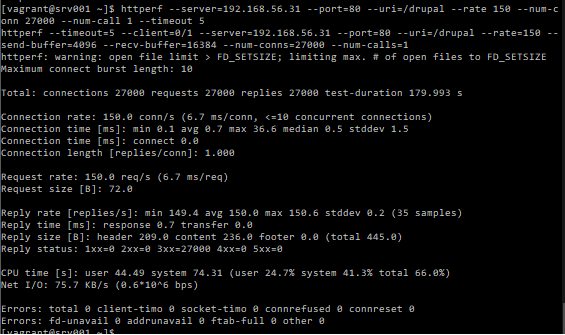 [vagrant@srv001 ~]$ httperf --server=192.168.56.31 --port=80 --uri=/drupal --rate 150 --num-c
onn 27000 --num-call 1 --timeout 5
httperf --timeout=5 --client=0/1 --server=192.168.56.31 --port=80 --uri=/drupal --rate=150 --
send-buffer=4096 --recv-buffer=16384 --num-conns=27000 --num-calls=1
httperf: warning: open file limit > FD_SETSIZE; limiting max. # of open files to FD_SETSIZE
Maximum connect burst length: 10
Total: connections 27000 requests 27000 replies 27000 test-duration 179.993 s
Connection rate: 150.0 conn/s (6.7 ms/conn, <=10 concurrent connections)
Connection time [ms]: min 0.1 avg 0.7 max 36.6 median 0.5 stddev 1.5
Connection time [ms]: connect 0.0
Connection length [replies/conn]: 1.000
Request rate: 150.0 req/s (6.7 ms/req)
Request size [B]: 72.0
Reply rate [replies/s]: min 149.4 avg 150.0 max 150.6 stddev 0.2 (35 samples)
Reply time [ms]: response 0.7 transfer 0.0
Reply size [B]: header 209.0 content 236.0 footer 0.0 (total 445.0)
Reply status: 1xx=0 2xx=0 3xx=27000 4xx=0 5xx=0
CPU time [s]: user 44.49 system 74.31 (user 24.7% system 41.3% total 66.0%)
Net I/O: 75.7 KB/s (0.6*10^6 bps)
Errors: total 0 client-timo 0 socket-timo 0 connrefused 0 connreset 0
Errors: fd-unavail 0 addrunavail 0 ftab-full 0 other 0
[vagrant@srv001 ~]$